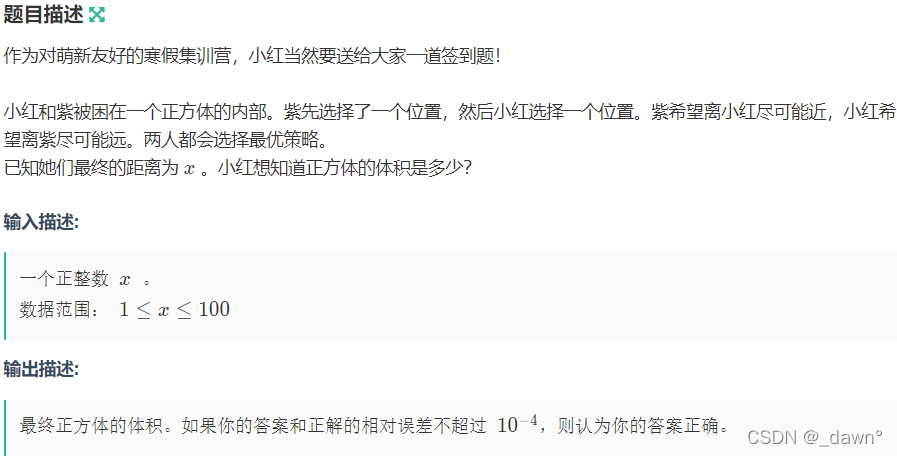 题目描述
作为对萌新友好的寒假集训营，小红当然要送给大家一道签到题！
小红和紫被困在一个正方体的内部。紫先选择了一个位置，然后小红选择一个位置。紫希望离小红尽可能近，小红希
望离紫尽可能远。两人都会选择最优策略。
已知她们最终的距离为 x 。小红想知道正方体的体积是多少？
输入描述:
一个正整数 x 。
数据范围： 1 ≤ x ≤ 100
输出描述:
最终正方体的体积。如果你的答案和正解的相对误差不超过 10⁻⁴，则认为你的答案正确。
CSDN @_dawn°